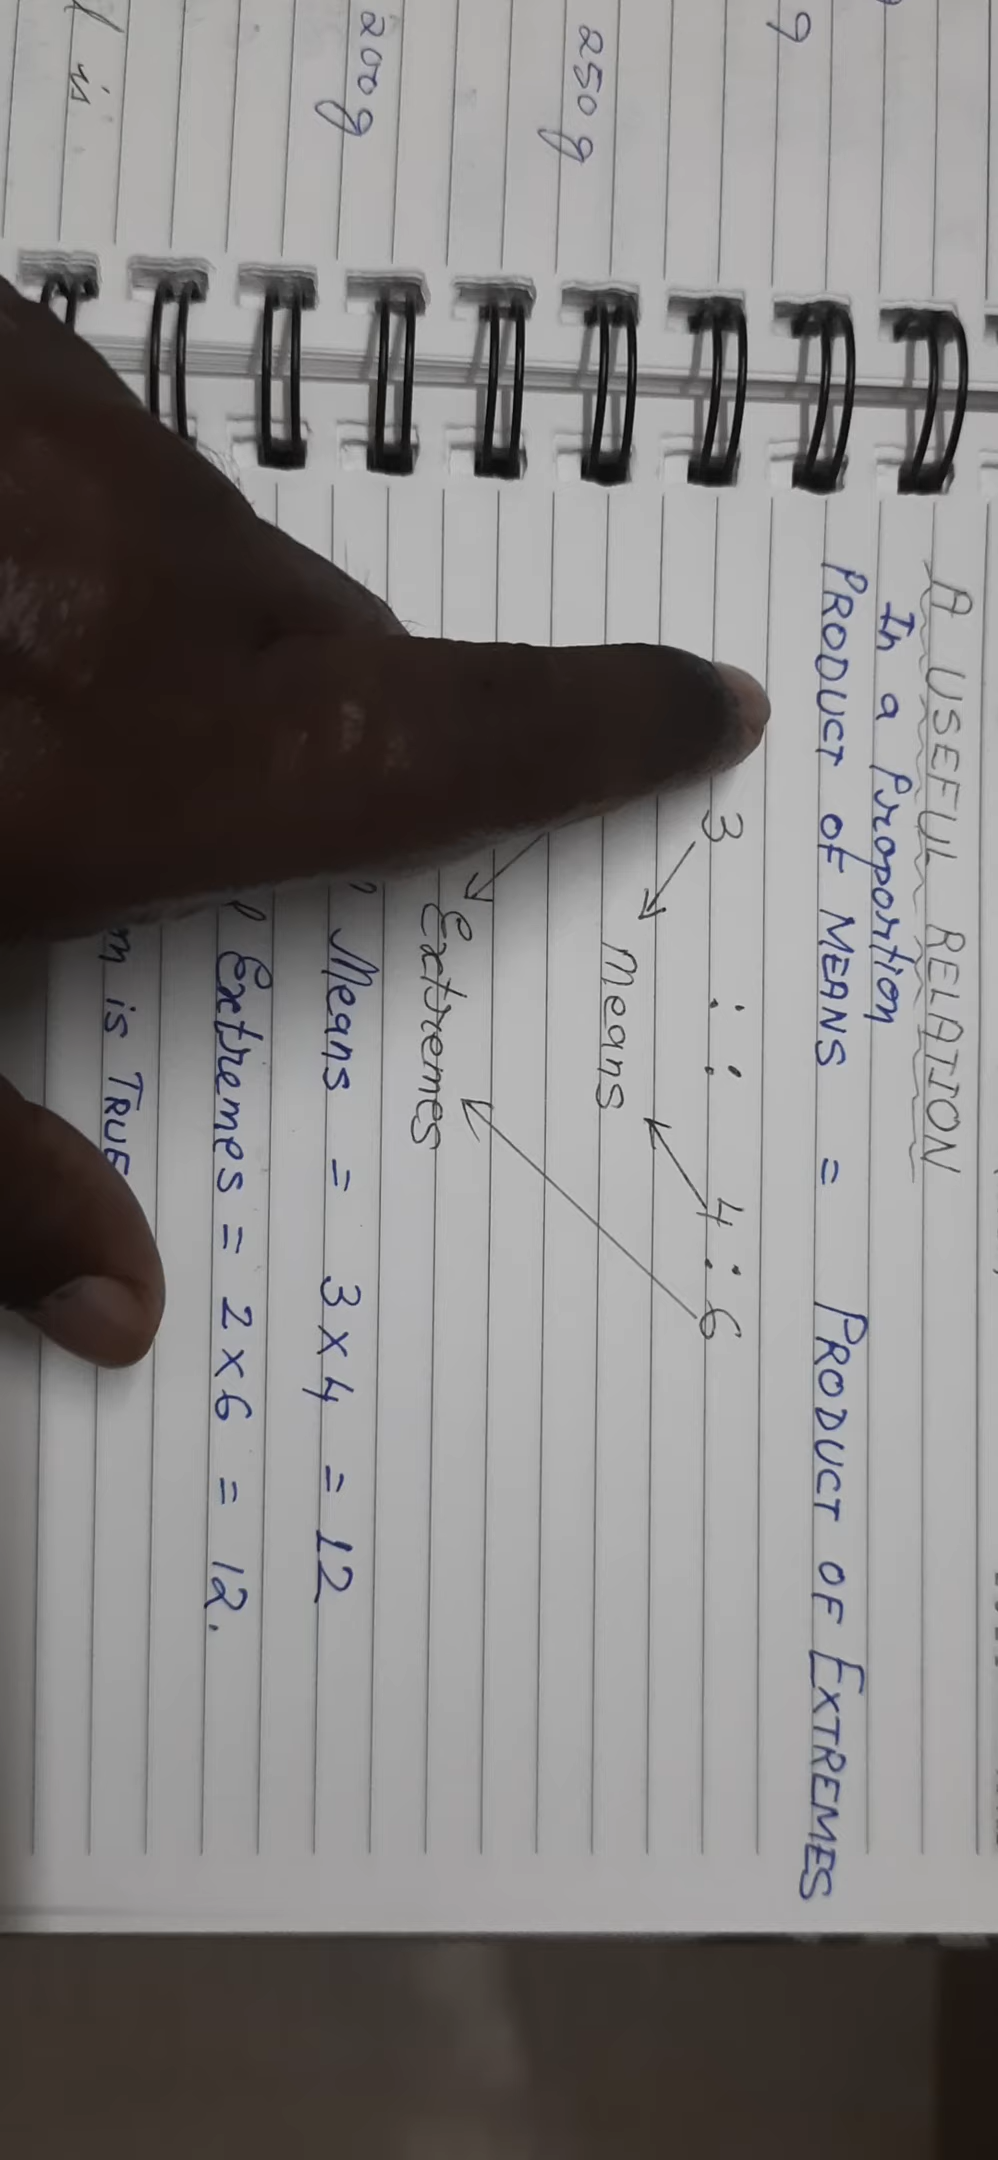 g
250 g
200 g
is
A USEFUL RELATION
In a Proportion
PRODUCT OF MEANS = PRODUCT OF EXTREMES
3 :: 4:6
Means
Extremes
Means = 3 x 4 = 12
Extremes = 2 x 6 = 12.
is TRUE